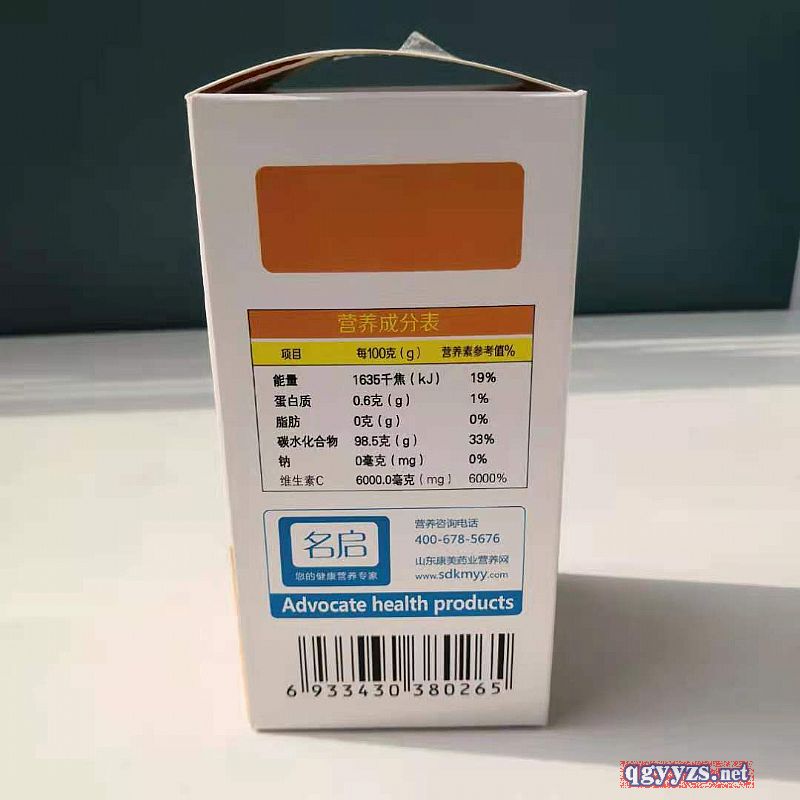 营养成分表
项目 每100克(g) 营养素参考值%
能量 1635千焦(kJ) 19%
蛋白质 0.6克(g) 1%
脂肪 0克(g) 0%
碳水化合物 98.5克(g) 33%
钠 0毫克(mg) 0%
维生素C 6000.0毫克(mg) 6000%
名启
您的健康营养专家
营养咨询电话
400-678-5676
山东康美药业营养网
www.sdkmyy.com
Advocate health products
6 933430 380265
qgyyzs.net